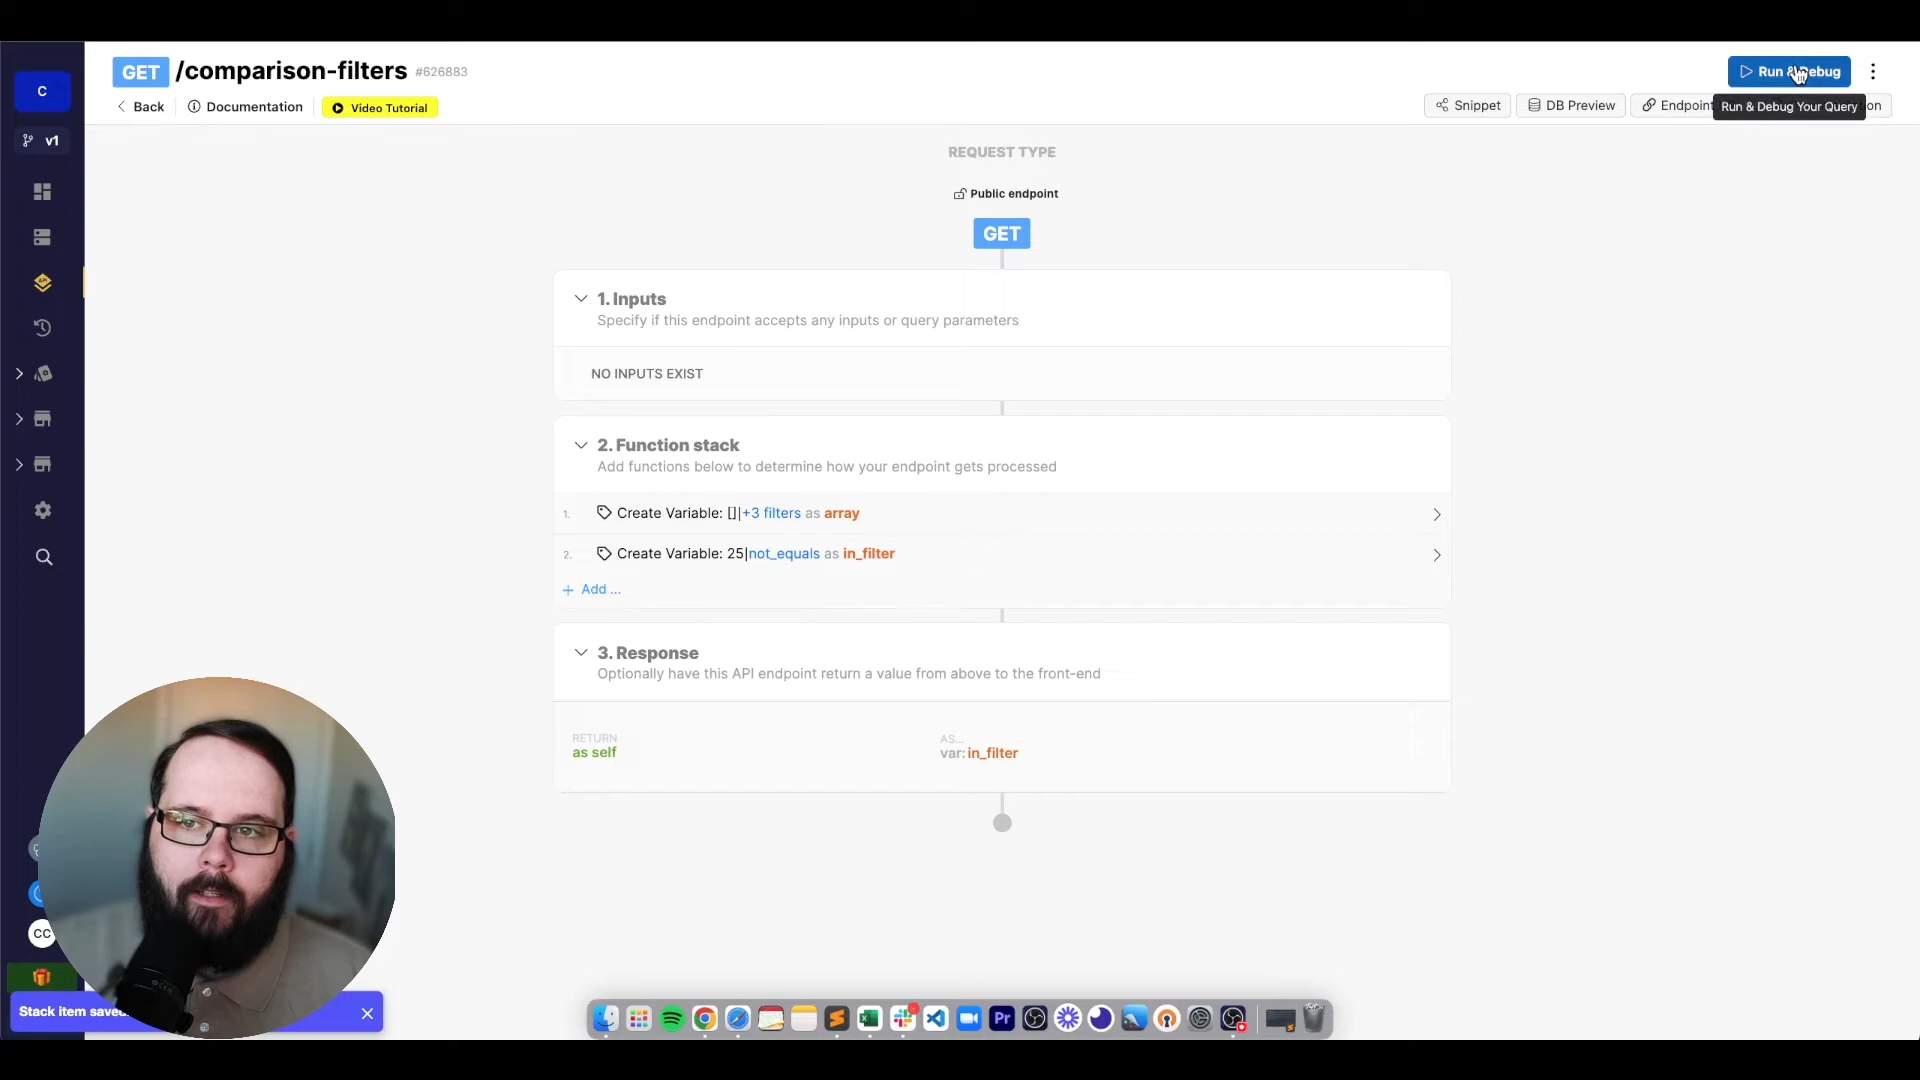 C
GET /comparison-filters #626883
Run & Debug
Back
Documentation
Video Tutorial
Snippet
DB Preview
Endpoint
Run & Debug Your Query
v1
REQUEST TYPE
Public endpoint
GET
1. Inputs
Specify if this endpoint accepts any inputs or query parameters
NO INPUTS EXIST
2. Function stack
Add functions below to determine how your endpoint gets processed
1. Create Variable: []|+3 filters as array
2. Create Variable: 25|not_equals as in_filter
+ Add ...
3. Response
Optionally have this API endpoint return a value from above to the front-end
RETURN
as self
AS...
var: in_filter
CC
Stack item saved
Pr